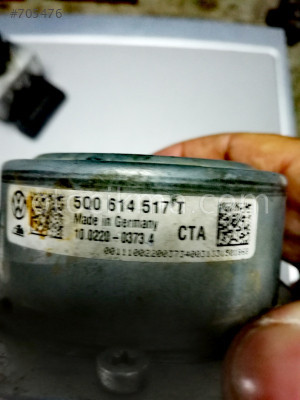 #709476
5Q0 614 517 T
Made in Germany
10.0220-0373.4
CTA